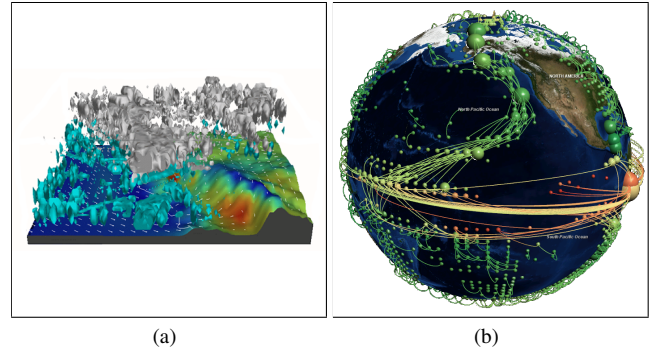 NORTH AMERICA
North Pacific Ocean
South Pacific Ocean
(a)
(b)